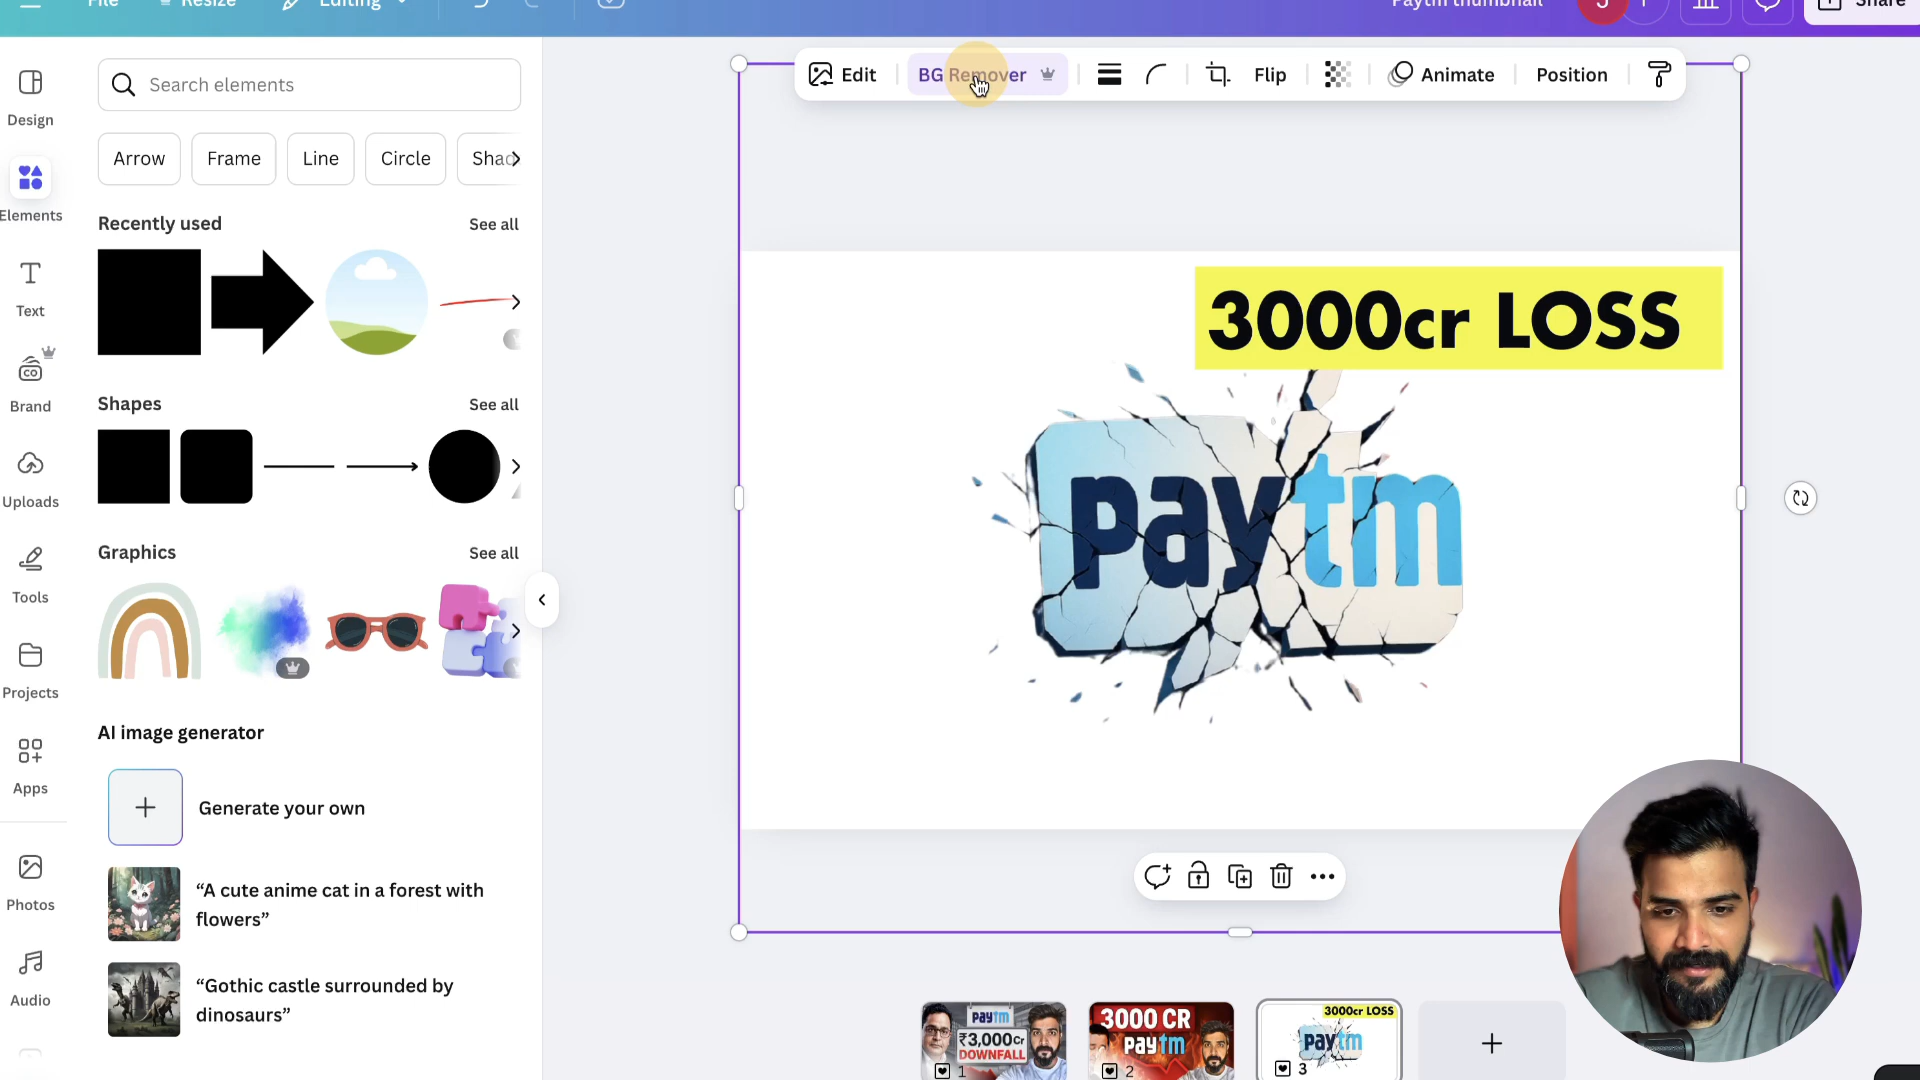 File
Resize
Editing
Paytm thumbnail
Share
Edit
BG Remover
Flip
Animate
Position
Search elements
Arrow
Frame
Line
Circle
Shad
Design
Elements
Text
Brand
Uploads
Tools
Projects
Apps
Photos
Audio
Recently used
See all
Shapes
See all
Graphics
See all
AI image generator
Generate your own
“A cute anime cat in a forest with
flowers”
“Gothic castle surrounded by
dinosaurs”
3000cr LOSS
paytm
paytm
₹3,000Cr
DOWNFALL
1
3000 CR
paytm
2
3000cr LOSS
paytm
3